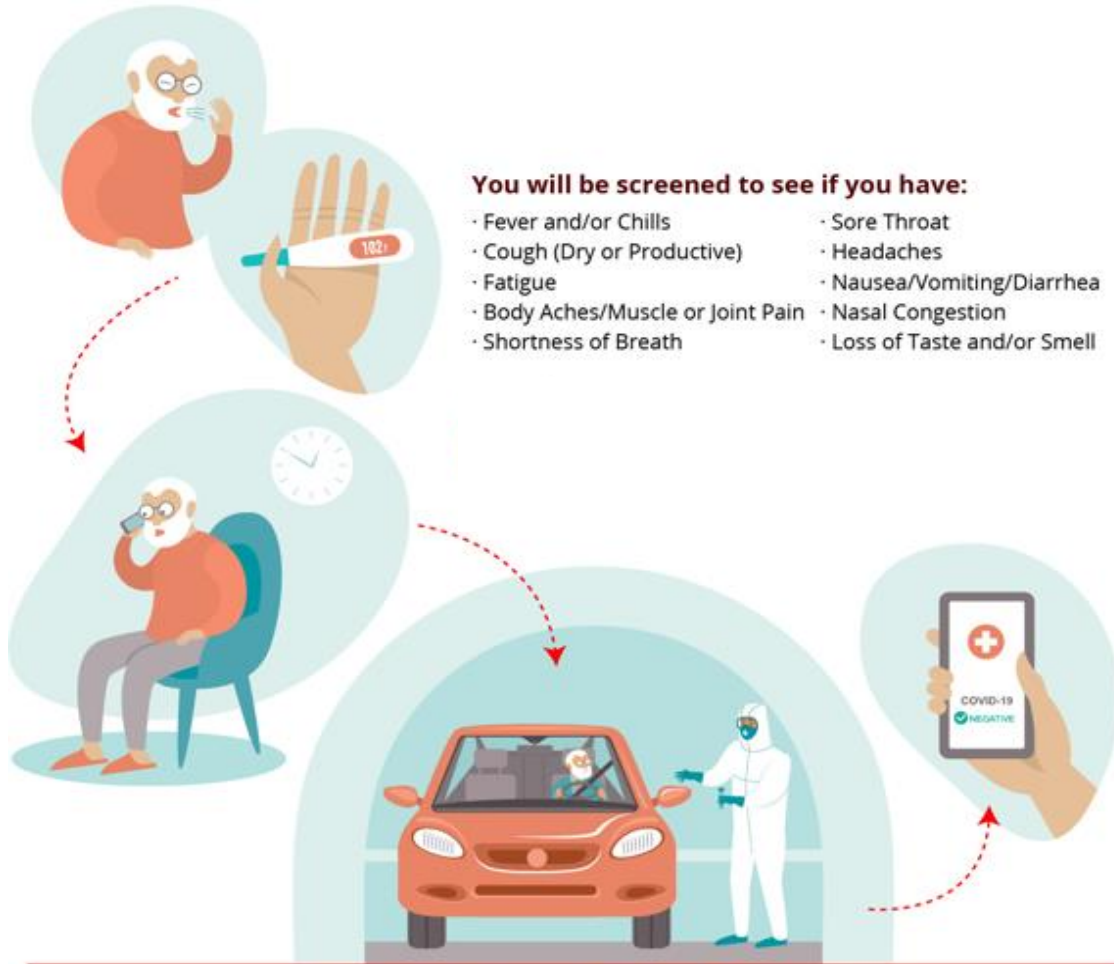 You will be screened to see if you have:
· Fever and/or Chills
· Cough (Dry or Productive)
· Fatigue
· Body Aches/Muscle or Joint Pain
· Shortness of Breath
· Sore Throat
· Headaches
· Nausea/Vomiting/Diarrhea
· Nasal Congestion
· Loss of Taste and/or Smell
102
COVID-19
NEGATIVE